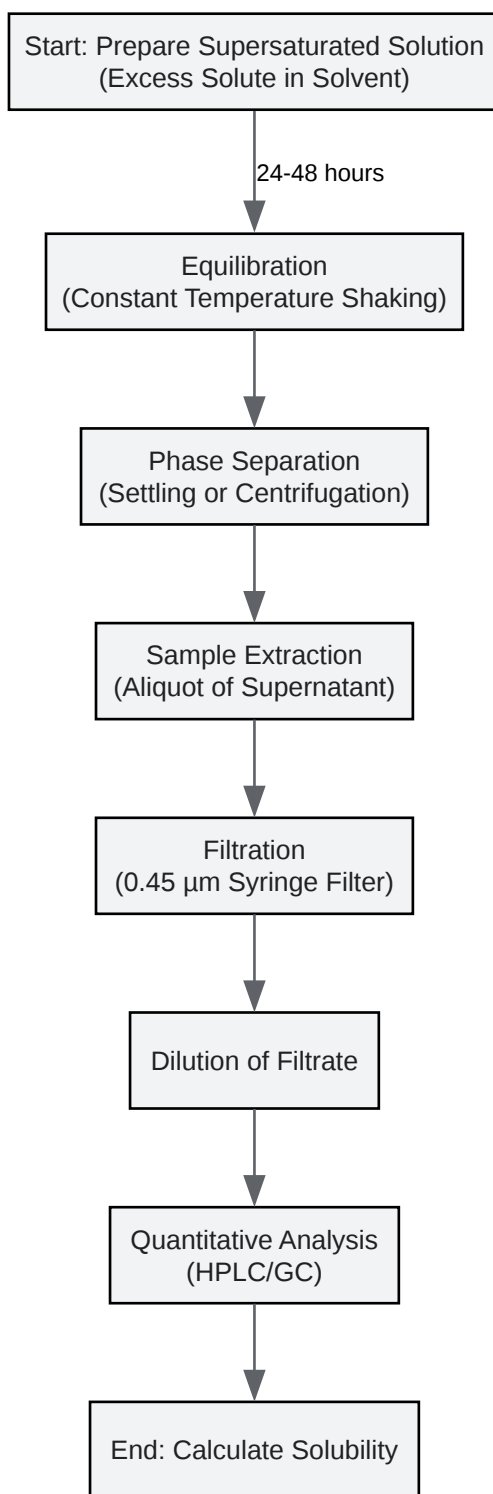 Start: Prepare Supersaturated Solution
(Excess Solute in Solvent)
24-48 hours
Equilibration
(Constant Temperature Shaking)
Phase Separation
(Settling or Centrifugation)
Sample Extraction
(Aliquot of Supernatant)
Filtration
(0.45 µm Syringe Filter)
Dilution of Filtrate
Quantitative Analysis
(HPLC/GC)
End: Calculate Solubility